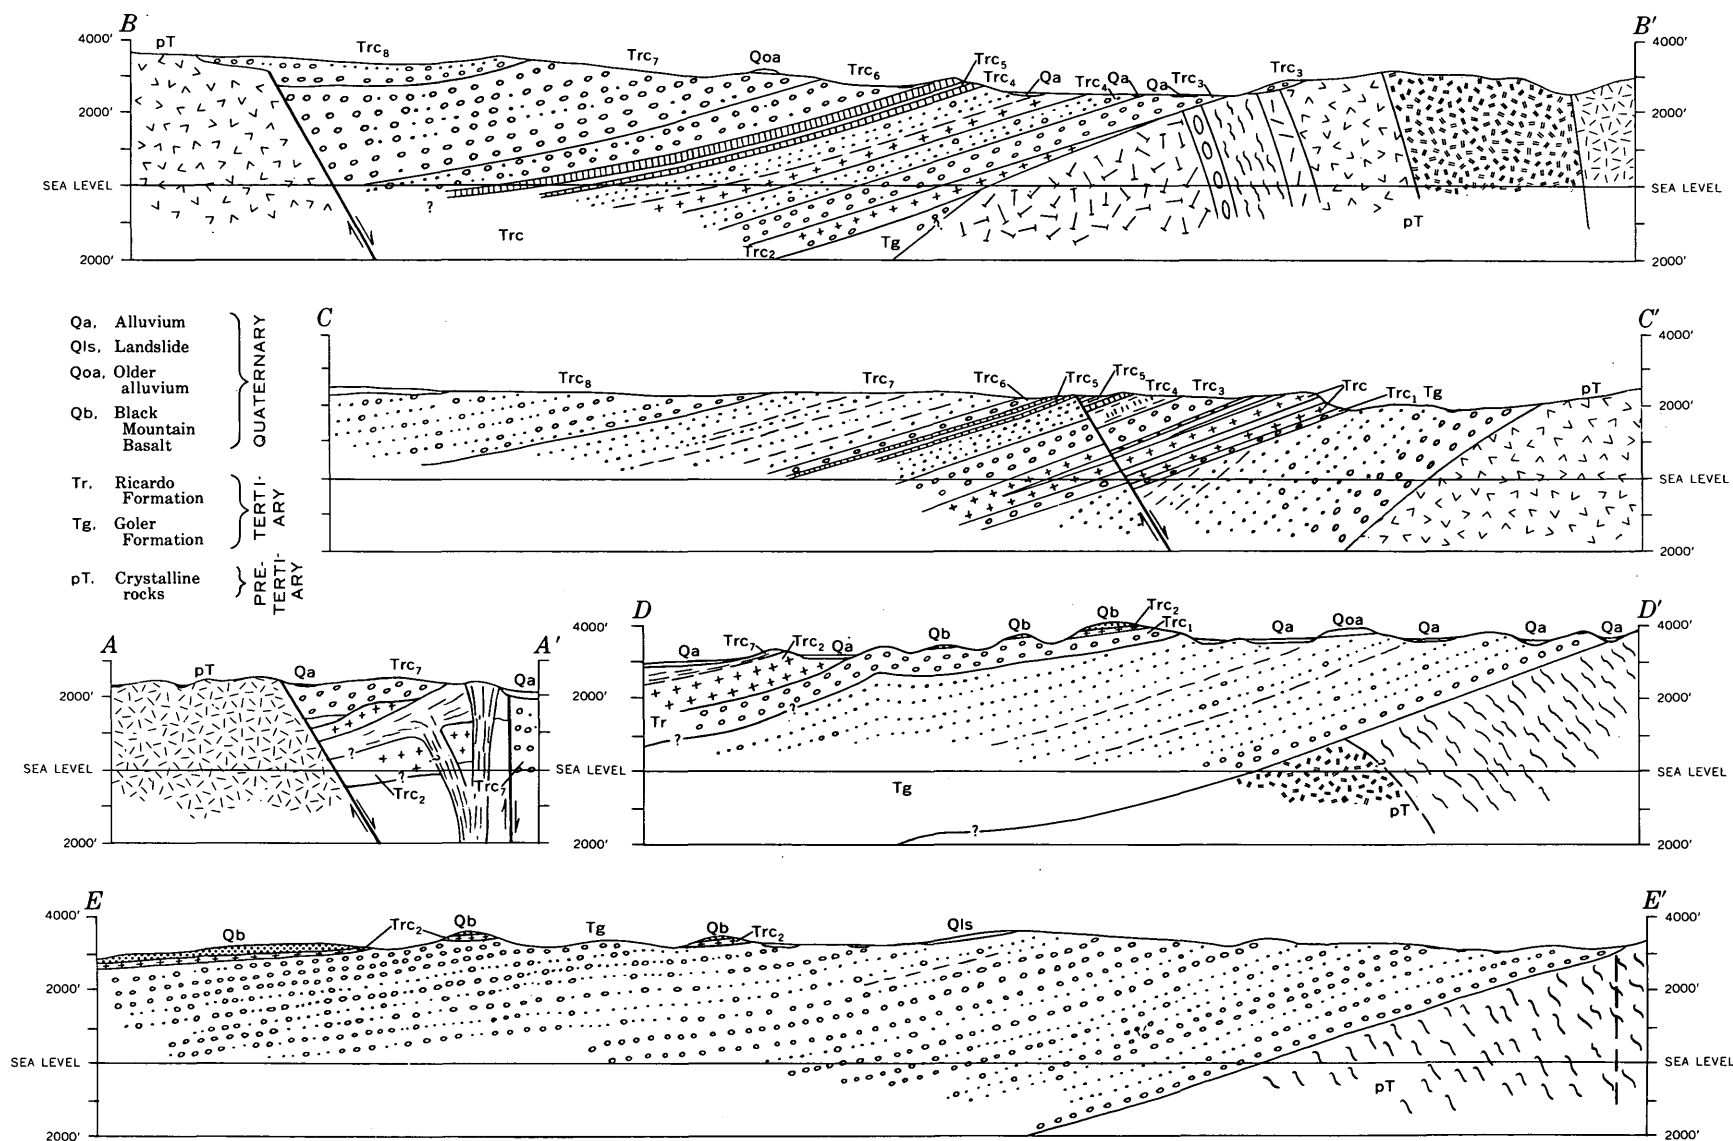 B
B′
4000′
pT
Trc8
Trc7
Qoa
Trc6
Trc5
Trc4
Qa
Trc4
Qa
Qa
Trc3
Trc3
4000′
2000′
2000′
SEA LEVEL
SEA LEVEL
?
Trc
?
Tg
Trc2
pT
2000′
2000′
Qa, Alluvium
Qls, Landslide
Qoa, Older
alluvium
Qb, Black
Mountain
Basalt
QUATERNARY
Tr, Ricardo
Formation
Tg, Goler
Formation
TERTI-
ARY
pT, Crystalline
rocks
PRE-
TERTI-
ARY
C
C′
4000′
Trc8
Trc7
Trc6
Trc5
Trc5
Trc4
Trc3
Trc
Trc1
Tg
pT
2000′
SEA LEVEL
2000′
A
A′
4000′
pT
Qa
Trc7
Qa
2000′
?
SEA LEVEL
?
Trc2
Trc7
2000′
D
D′
4000′
Qa
Trc7
Trc2
Qa
Qb
Qb
Qb
Trc2
Trc1
Qa
Qoa
Qa
Qa
Qa
4000′
2000′
2000′
Tr
?
?
SEA LEVEL
SEA LEVEL
Tg
pT
?
2000′
2000′
E
E′
4000′
Qb
Trc2
Qb
Tg
Qb
Trc2
Qls
4000′
2000′
2000′
SEA LEVEL
SEA LEVEL
pT
2000′
2000′